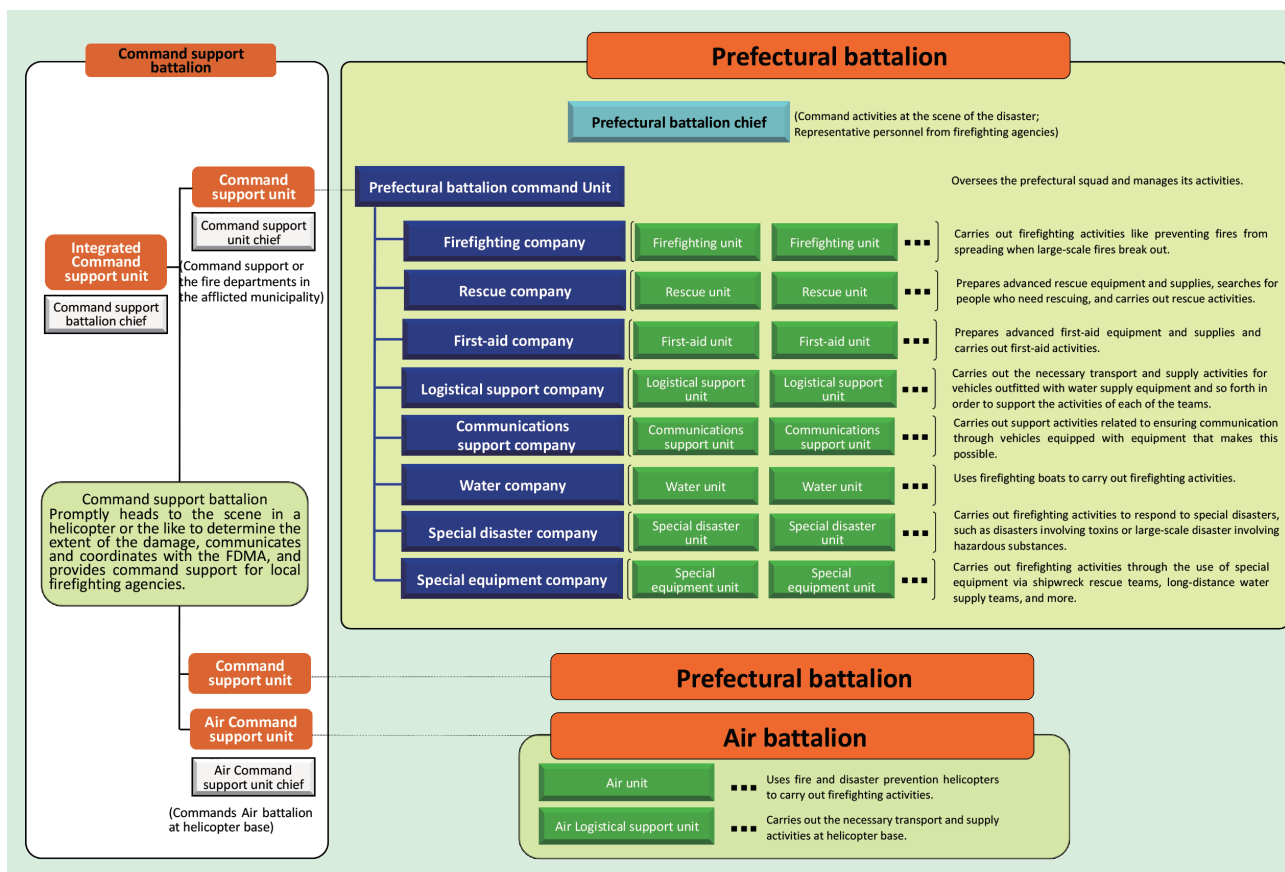 Command support
battalion
Command
support unit
Command support
unit chief
(Command support or
the fire departments in
the afflicted municipality)
Integrated
Command
support unit
Command support
battalion chief
Command support battalion
Promptly heads to the scene in a
helicopter or the like to determine the
extent of the damage, communicates
and coordinates with the FDMA, and
provides command support for local
firefighting agencies.
Command
support unit
Air Command
support unit
Air Command
support unit chief
(Commands Air battalion
at helicopter base)
Prefectural battalion
Prefectural battalion chief
(Command activities at the scene of the disaster;
Representative personnel from firefighting agencies)
Prefectural battalion command Unit
Oversees the prefectural squad and manages its activities.
Firefighting company
Firefighting unit
Firefighting unit
Carries out firefighting activities like preventing fires from
spreading when large-scale fires break out.
Rescue company
Rescue unit
Rescue unit
Prepares advanced rescue equipment and supplies, searches for
people who need rescuing, and carries out rescue activities.
First-aid company
First-aid unit
First-aid unit
Prepares advanced first-aid equipment and supplies and
carries out first-aid activities.
Logistical support company
Logistical support
unit
Logistical support
unit
Carries out the necessary transport and supply activities for
vehicles outfitted with water supply equipment and so forth in
order to support the activities of each of the teams.
Communications
support company
Communications
support unit
Communications
support unit
Carries out support activities related to ensuring communication
through vehicles equipped with equipment that makes this
possible.
Water company
Water unit
Water unit
Uses firefighting boats to carry out firefighting activities.
Special disaster company
Special disaster
unit
Special disaster
unit
Carries out firefighting activities to respond to special disasters,
such as disasters involving toxins or large-scale disaster involving
hazardous substances.
Special equipment company
Special
equipment unit
Special
equipment unit
Carries out firefighting activities through the use of special
equipment via shipwreck rescue teams, long-distance water
supply teams, and more.
Prefectural battalion
Air battalion
Air unit
Uses fire and disaster prevention helicopters
to carry out firefighting activities.
Air Logistical support unit
Carries out the necessary transport and supply
activities at helicopter base.